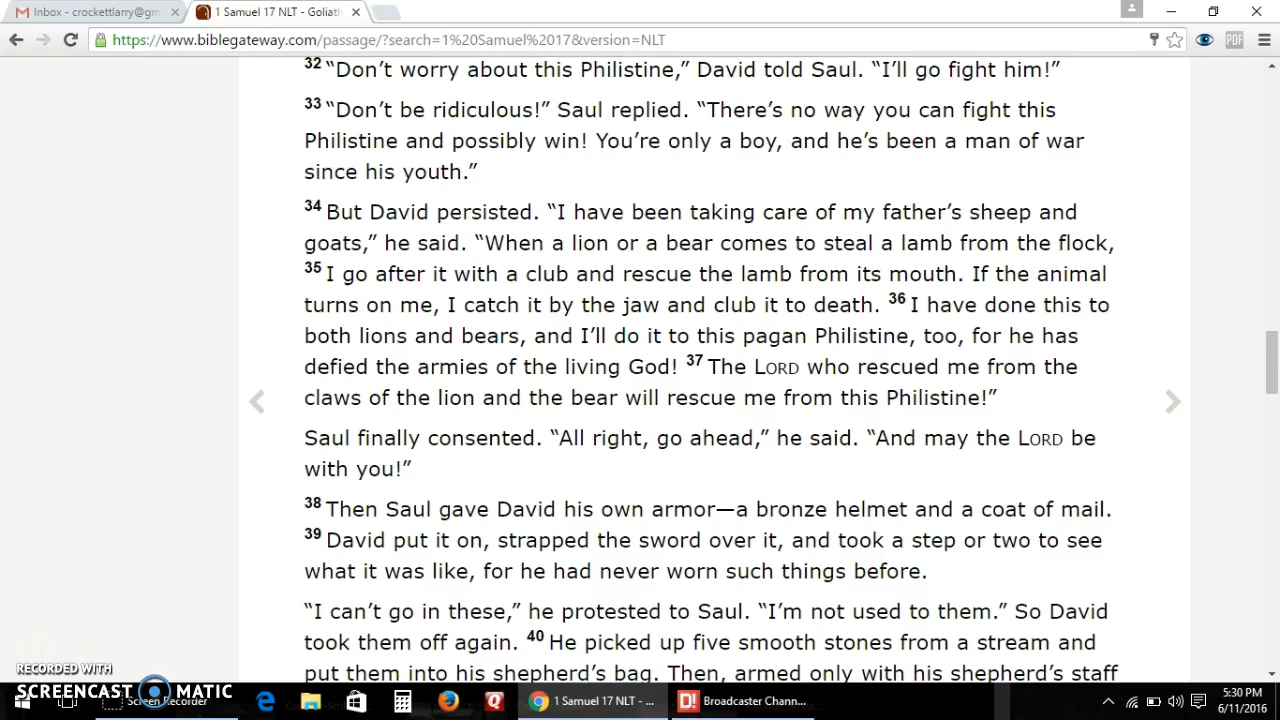 Inbox - crockettlarry@gm
1 Samuel 17 NLT - Goliath
https://www.biblegateway.com/passage/?search=1%20Samuel%2017&version=NLT
PDF
32 “Don’t worry about this Philistine,” David told Saul. “I’ll go fight him!”
33 “Don’t be ridiculous!” Saul replied. “There’s no way you can fight this
Philistine and possibly win! You’re only a boy, and he’s been a man of war
since his youth.”
34 But David persisted. “I have been taking care of my father’s sheep and
goats,” he said. “When a lion or a bear comes to steal a lamb from the flock,
35 I go after it with a club and rescue the lamb from its mouth. If the animal
turns on me, I catch it by the jaw and club it to death. 36 I have done this to
both lions and bears, and I’ll do it to this pagan Philistine, too, for he has
defied the armies of the living God! 37 The LORD who rescued me from the
claws of the lion and the bear will rescue me from this Philistine!”
Saul finally consented. “All right, go ahead,” he said. “And may the LORD be
with you!”
38 Then Saul gave David his own armor—a bronze helmet and a coat of mail.
39 David put it on, strapped the sword over it, and took a step or two to see
what it was like, for he had never worn such things before.
“I can’t go in these,” he protested to Saul. “I’m not used to them.” So David
took them off again. 40 He picked up five smooth stones from a stream and
put them into his shepherd’s bag. Then, armed only with his shepherd’s staff
RECORDED WITH
SCREENCAST MATIC
Screen Recorder
1 Samuel 17 NLT - ...
D! Broadcaster Chann...
5:30 PM
6/11/2016